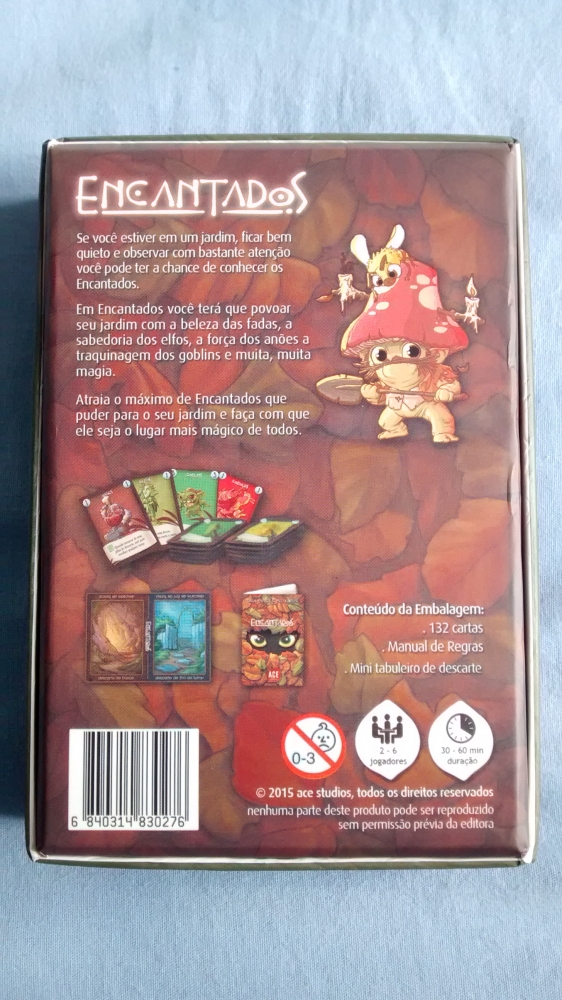 ENCANTADOS
Se você estiver em um jardim, ficar bem
quieto e observar com bastante atenção
você pode ter a chance de conhecer os
Encantados.
Em Encantados você terá que povoar
seu jardim com a beleza das fadas, a
sabedoria dos elfos, a força dos anões a
traquinagem dos goblins e muita, muita
magia.
Atraia o máximo de Encantados que
puder para o seu jardim e faça com que
ele seja o lugar mais mágico de todos.
ENCANTADOS
ENCANTADOS
ACE
Conteúdo da Embalagem:
. 132 cartas
. Manual de Regras
. Mini tabuleiro de descarte
0-3
2 - 6
jogadores
30 - 60 min
duração
© 2015 ace studios, todos os direitos reservados
nenhuma parte deste produto pode ser reproduzido
sem permissão prévia da editora
6 840314 830276